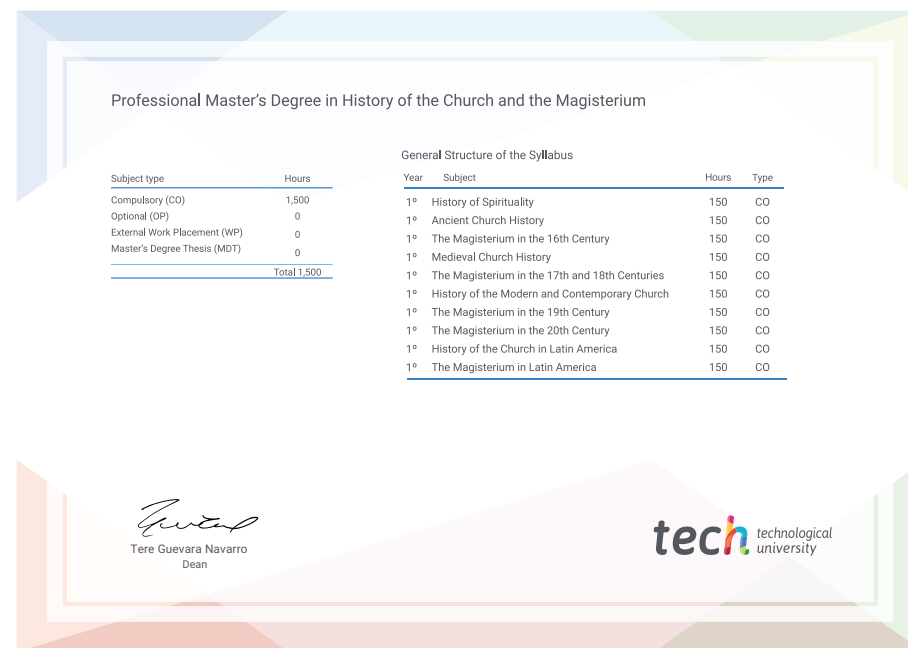 Professional Master's Degree in History of the Church and the Magisterium
Subject type Hours
Compulsory (CO) 1,500
Optional (OP) 0
External Work Placement (WP) 0
Master's Degree Thesis (MDT) 0
Total 1,500
General Structure of the Syllabus
Year Subject Hours Type
1º History of Spirituality 150 CO
1º Ancient Church History 150 CO
1º The Magisterium in the 16th Century 150 CO
1º Medieval Church History 150 CO
1º The Magisterium in the 17th and 18th Centuries 150 CO
1º History of the Modern and Contemporary Church 150 CO
1º The Magisterium in the 19th Century 150 CO
1º The Magisterium in the 20th Century 150 CO
1º History of the Church in Latin America 150 CO
1º The Magisterium in Latin America 150 CO
Tere Guevara Navarro
Dean
tech technological
university